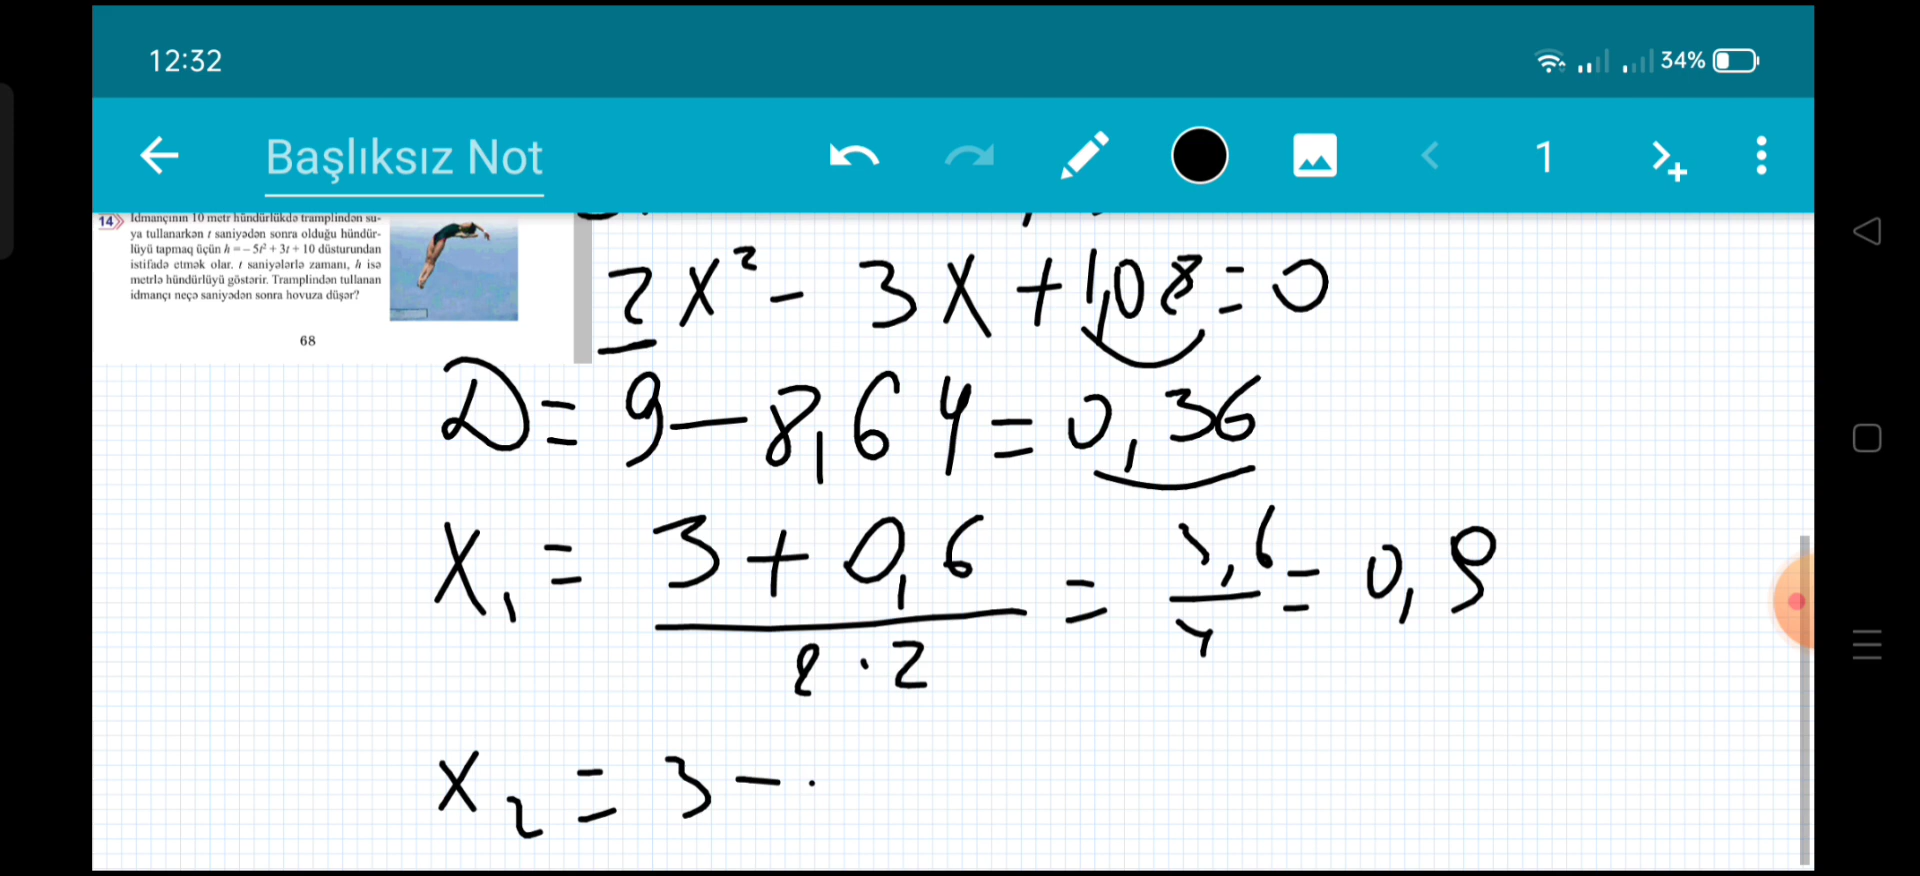 12:32
34%
Başlıksız Not
1
14
İdmançının 10 metr hündürlükdə tramplindən su-
ya tullanarkən t saniyədən sonra olduğu hündür-
lüyü tapmaq üçün h = – 5t² + 3t + 10 düsturundan
istifadə etmək olar. t saniyələrlə zamanı, h isə
metrlə hündürlüyü göstərir. Tramplindən tullanan
idmançı neçə saniyədən sonra hovuza düşər?
68
2x² - 3x + 1,08 = 0
D = 9 - 8,64 = 0,36
x₁ = 3 + 0,6 / 2 · 2 = 3,6 / 4 = 0,9
x₂ = 3 - .